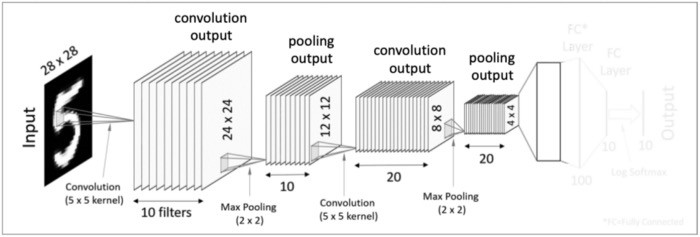 convolution
output
pooling
output
convolution
output
pooling
output
FC*
Layer
FC
Layer
28 x 28
Input
24 x 24
12 x 12
8 x 8
4 x 4
Output
Convolution
(5 x 5 kernel)
10 filters
Max Pooling
(2 x 2)
10
Convolution
(5 x 5 kernel)
20
Max Pooling
(2 x 2)
20
100
10
10
Log Softmax
*FC=Fully Connected
5